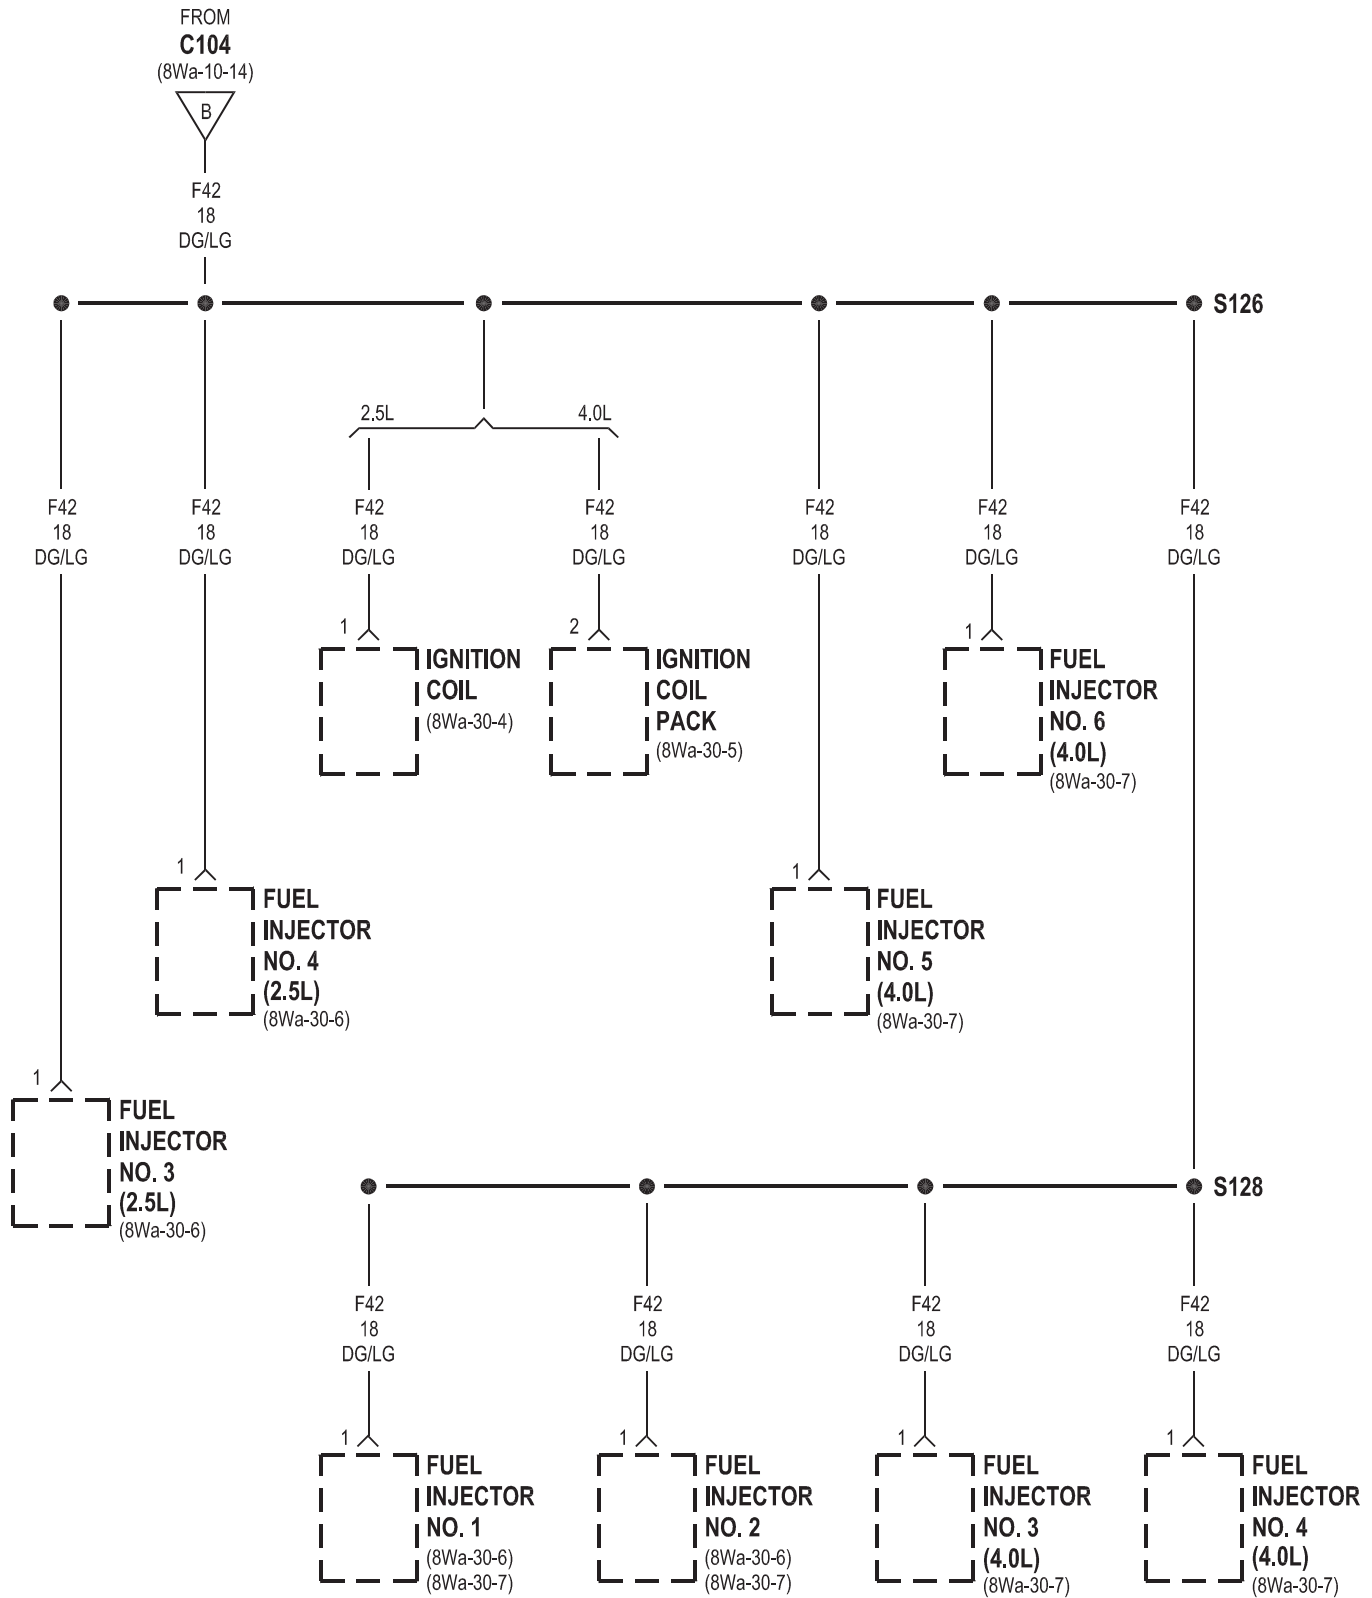 FROM
C104
(8Wa-10-14)
B
F42
18
DG/LG
S126
2.5L
4.0L
F42
18
DG/LG
F42
18
DG/LG
F42
18
DG/LG
F42
18
DG/LG
F42
18
DG/LG
F42
18
DG/LG
F42
18
DG/LG
1
IGNITION
COIL
(8Wa-30-4)
2
IGNITION
COIL
PACK
(8Wa-30-5)
1
FUEL
INJECTOR
NO. 6
(4.0L)
(8Wa-30-7)
1
FUEL
INJECTOR
NO. 4
(2.5L)
(8Wa-30-6)
1
FUEL
INJECTOR
NO. 5
(4.0L)
(8Wa-30-7)
1
FUEL
INJECTOR
NO. 3
(2.5L)
(8Wa-30-6)
S128
F42
18
DG/LG
F42
18
DG/LG
F42
18
DG/LG
F42
18
DG/LG
1
FUEL
INJECTOR
NO. 1
(8Wa-30-6)
(8Wa-30-7)
1
FUEL
INJECTOR
NO. 2
(8Wa-30-6)
(8Wa-30-7)
1
FUEL
INJECTOR
NO. 3
(4.0L)
(8Wa-30-7)
1
FUEL
INJECTOR
NO. 4
(4.0L)
(8Wa-30-7)